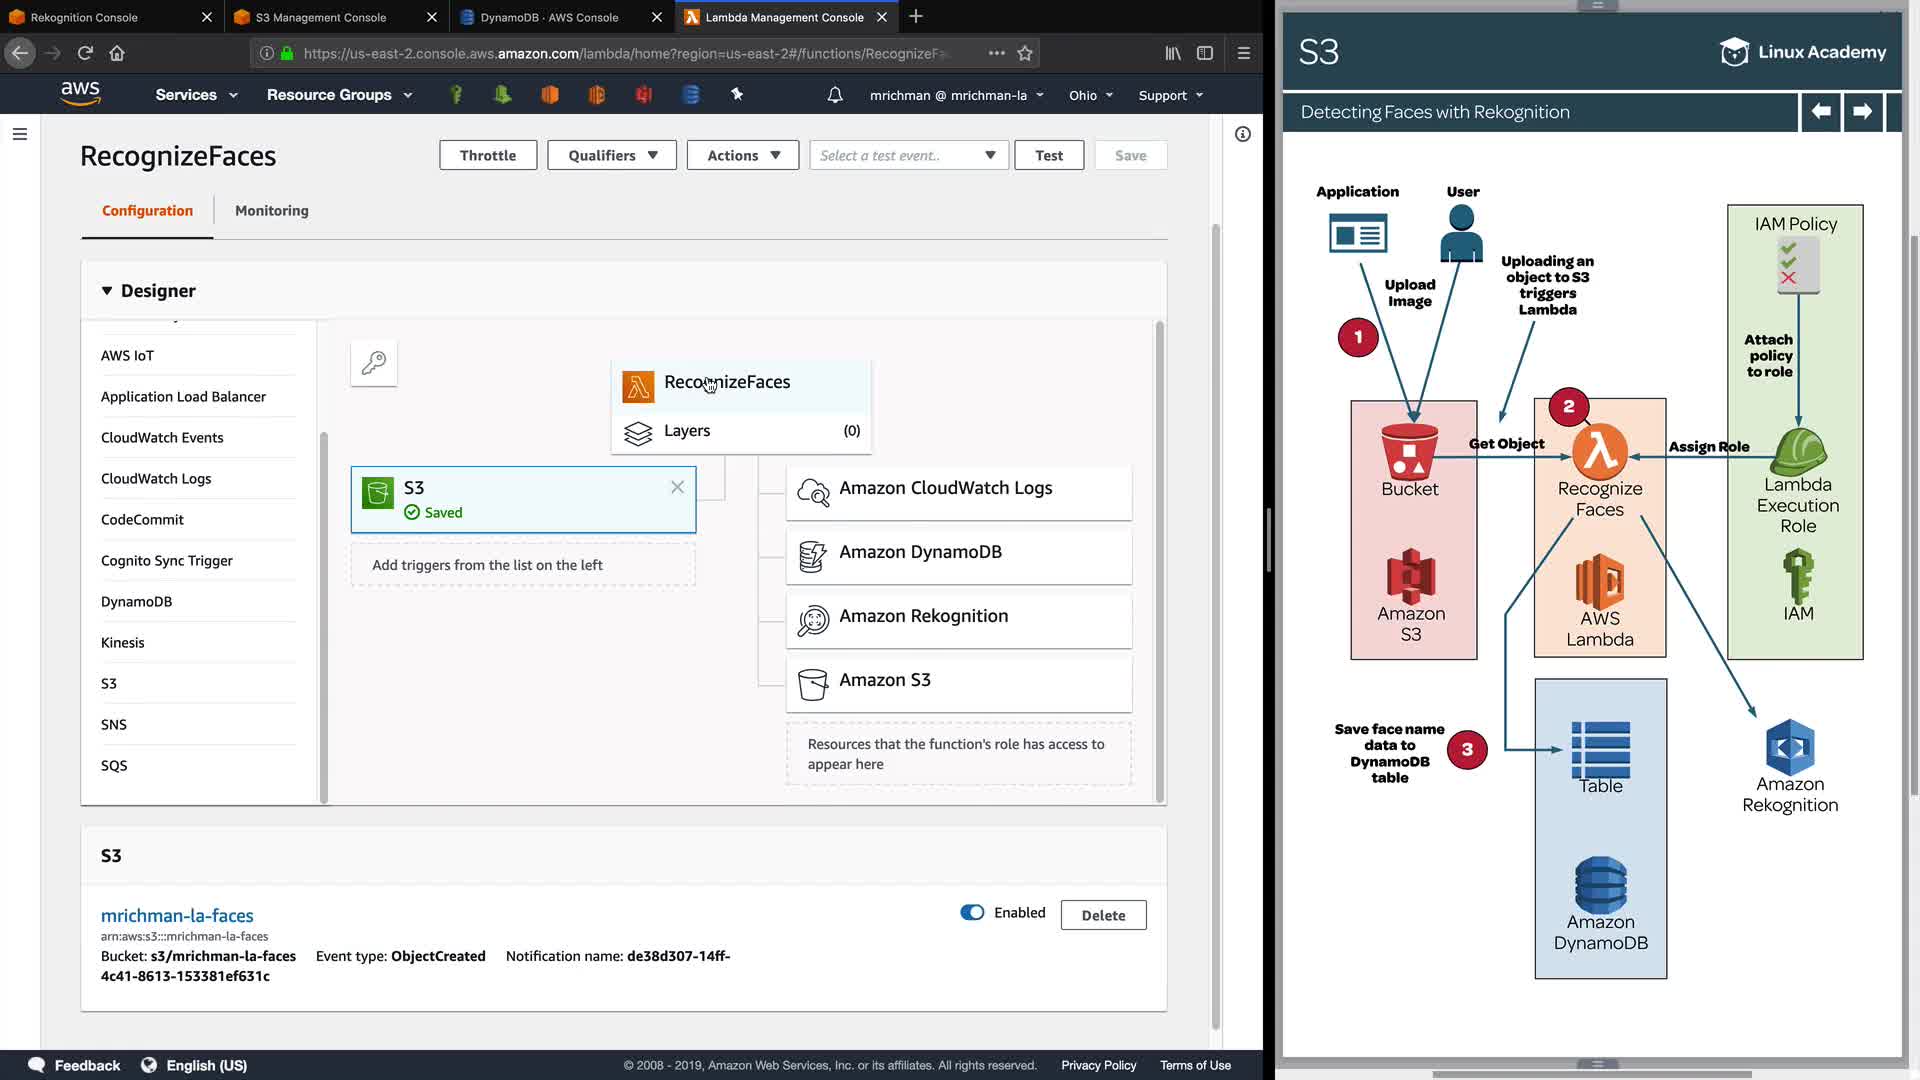 Rekognition Console
S3 Management Console
DynamoDB · AWS Console
Lambda Management Console
https://us-east-2.console.aws.amazon.com/lambda/home?region=us-east-2#/functions/RecognizeFa
aws
Services
Resource Groups
mrichman @ mrichman-la
Ohio
Support
RecognizeFaces
Throttle
Qualifiers
Actions
Select a test event..
Test
Save
Configuration
Monitoring
Designer
AWS IoT
Application Load Balancer
CloudWatch Events
CloudWatch Logs
CodeCommit
Cognito Sync Trigger
DynamoDB
Kinesis
S3
SNS
SQS
RecognizeFaces
Layers
(0)
S3
Saved
Add triggers from the list on the left
Amazon CloudWatch Logs
Amazon DynamoDB
Amazon Rekognition
Amazon S3
Resources that the function's role has access to
appear here
S3
mrichman-la-faces
arn:aws:s3:::mrichman-la-faces
Bucket: s3/mrichman-la-faces Event type: ObjectCreated Notification name: de38d307-14ff-
4c41-8613-153381ef631c
Enabled
Delete
Feedback
English (US)
© 2008 - 2019, Amazon Web Services, Inc. or its affiliates. All rights reserved.
Privacy Policy
Terms of Use
S3
Linux Academy
Detecting Faces with Rekognition
Application
User
Upload
Image
Uploading an
object to S3
triggers
Lambda
IAM Policy
Attach
policy
to role
1
2
Get Object
Assign Role
Bucket
Recognize
Faces
Lambda
Execution
Role
Amazon
S3
AWS
Lambda
IAM
Save face name
data to
DynamoDB
table
3
Table
Amazon
Rekognition
Amazon
DynamoDB